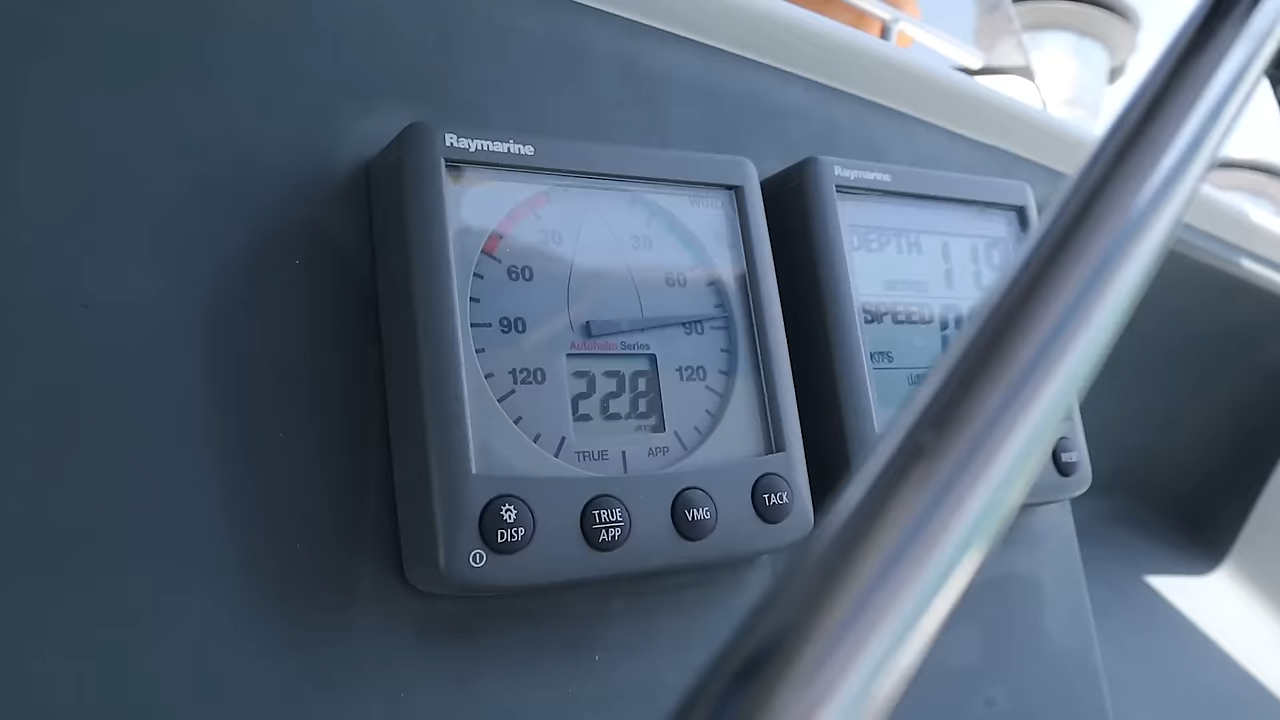 Raymarine
WIND
30 30
60 60
90 90
120 120
Autohelm Series
22.8
TRUE APP
DISP
TRUE
APP
VMG
TACK
Raymarine
DEPTH
SPEED
KTS